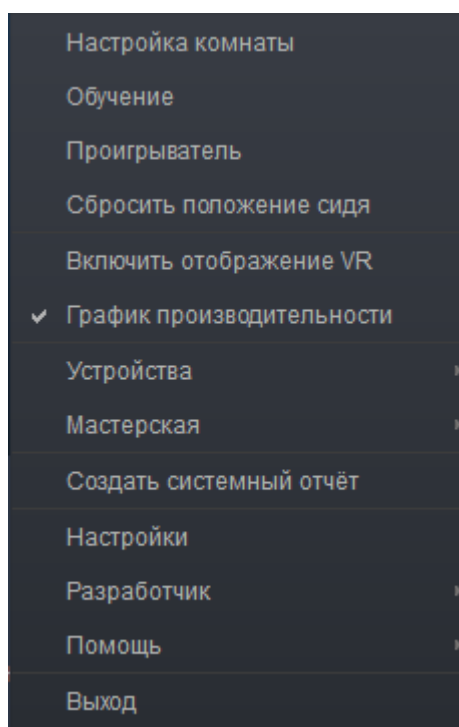 Настройка комнаты
Обучение
Проигрыватель
Сбросить положение сидя
Включить отображение VR
График производительности
Устройства
Мастерская
Создать системный отчёт
Настройки
Разработчик
Помощь
Выход